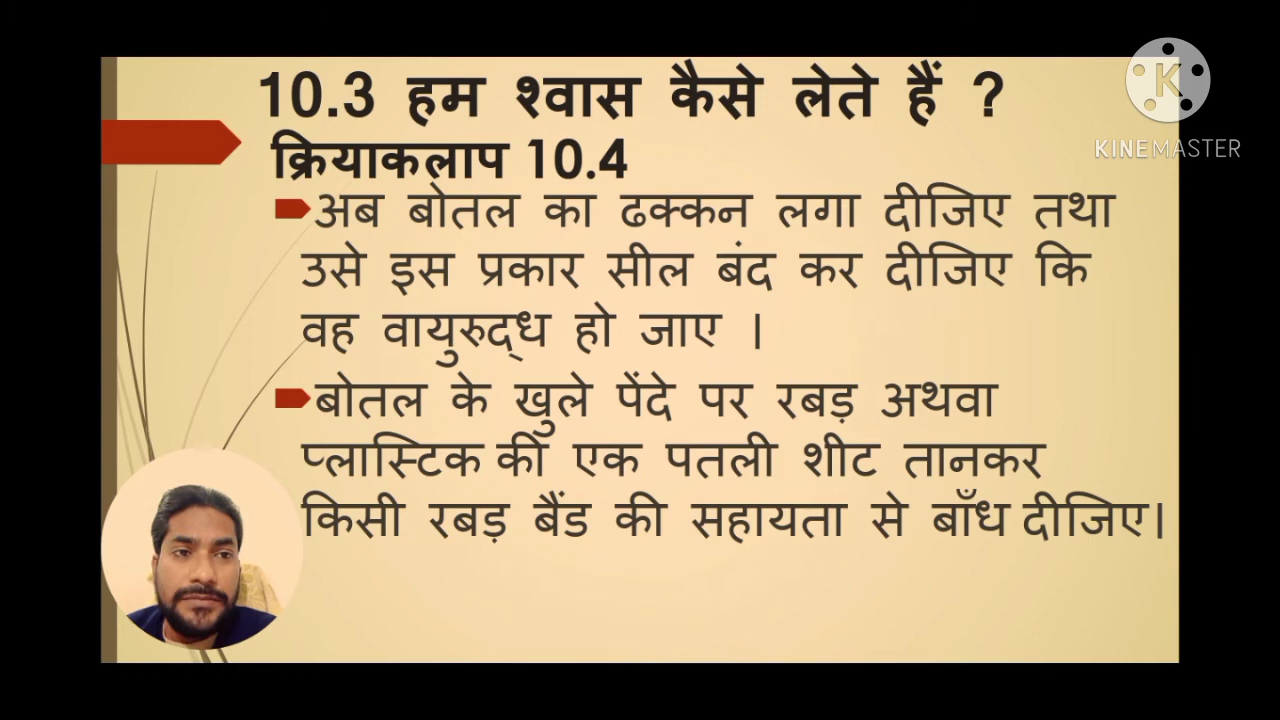 10.3 हम श्वास कैसे लेते हैं ?
क्रियाकलाप 10.4
अब बोतल का ढक्कन लगा दीजिए तथा
उसे इस प्रकार सील बंद कर दीजिए कि
वह वायुरुद्ध हो जाए ।
बोतल के खुले पेंदे पर रबड़ अथवा
प्लास्टिक की एक पतली शीट तानकर
किसी रबड़ बैंड की सहायता से बाँध दीजिए।
K
KINEMASTER